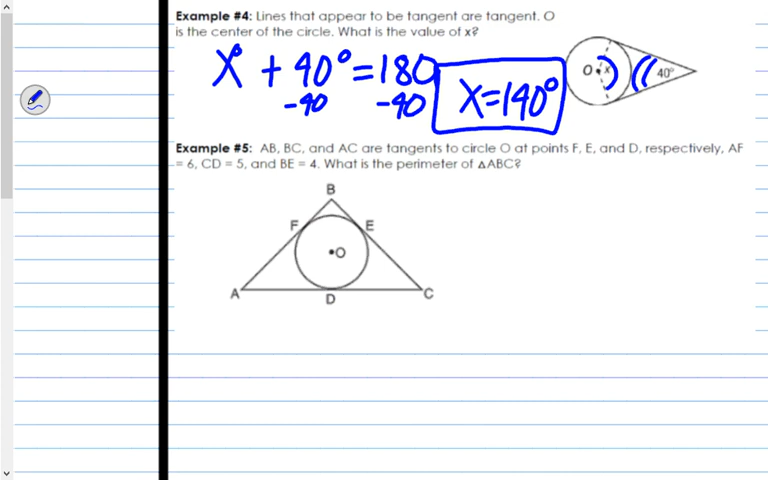 Example #4: Lines that appear to be tangent are tangent. O
is the center of the circle. What is the value of x?
x° + 40° = 180
-40 -40
x=140°
O x 40°
Example #5: AB, BC, and AC are tangents to circle O at points F, E, and D, respectively, AF
= 6, CD = 5, and BE = 4. What is the perimeter of △ABC?
B
F E
O
A D C